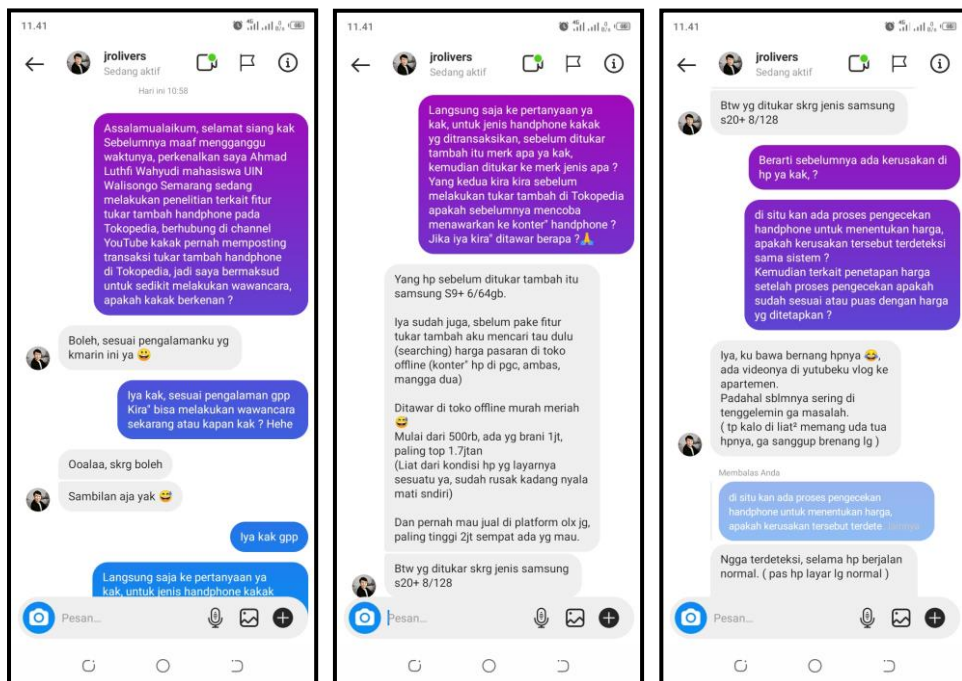 11.41
jrolivers
Sedang aktif
Hari ini 10:58
Assalamualaikum, selamat siang kak
Sebelumnya maaf mengganggu
waktunya, perkenalkan saya Ahmad
Luthfi Wahyudi mahasiswa UIN
Walisongo Semarang sedang
melakukan penelitian terkait fitur
tukar tambah handphone pada
Tokopedia, berhubung di channel
YouTube kakak pernah memposting
transaksi tukar tambah handphone
di Tokopedia, jadi saya bermaksud
untuk sedikit melakukan wawancara,
apakah kakak berkenan ?
Boleh, sesuai pengalamanku yg
kmarin ini ya 😀
Iya kak, sesuai pengalaman gpp
Kira" bisa melakukan wawancara
sekarang atau kapan kak ? Hehe
Ooalaa, skrg boleh
Sambilan aja yak 😅
Iya kak gpp
Langsung saja ke pertanyaan ya
kak, untuk jenis handphone kakak
Pesan...
11.41
jrolivers
Sedang aktif
Langsung saja ke pertanyaan ya
kak, untuk jenis handphone kakak
yg ditransaksikan, sebelum ditukar
tambah itu merk apa ya kak,
kemudian ditukar ke merk jenis apa ?
Yang kedua kira kira sebelum
melakukan tukar tambah di Tokopedia
apakah sebelumnya mencoba
menawarkan ke konter" handphone ?
Jika iya kira" ditawar berapa ?🙏
Yang hp sebelum ditukar tambah itu
samsung S9+ 6/64gb.
Iya sudah juga, sbelum pake fitur
tukar tambah aku mencari tau dulu
(searching) harga pasaran di toko
offline (konter" hp di pgc, ambas,
mangga dua)
Ditawar di toko offline murah meriah
😅
Mulai dari 500rb, ada yg brani 1jt,
paling top 1.7jtan
(Liat dari kondisi hp yg layarnya
sesuatu ya, sudah rusak kadang nyala
mati sndiri)
Dan pernah mau jual di platform olx jg,
paling tinggi 2jt sempat ada yg mau.
Btw yg ditukar skrg jenis samsung
s20+ 8/128
Pesan...
11.41
jrolivers
Sedang aktif
Btw yg ditukar skrg jenis samsung
s20+ 8/128
Berarti sebelumnya ada kerusakan di
hp ya kak, ?
di situ kan ada proses pengecekan
handphone untuk menentukan harga,
apakah kerusakan tersebut terdeteksi
sama sistem ?
Kemudian terkait penetapan harga
setelah proses pengecekan apakah
sudah sesuai atau puas dengan harga
yg ditetapkan ?
Iya, ku bawa bernang hpnya 😂,
ada videonya di yutubeku vlog ke
apartemen.
Padahal sblmnya sering di
tenggelemin ga masalah.
( tp kalo di liat² memang uda tua
hpnya, ga sanggup brenang lg )
Membalas Anda
di situ kan ada proses pengecekan
handphone untuk menentukan harga,
apakah kerusakan tersebut terdete
Ngga terdeteksi, selama hp berjalan
normal. ( pas hp layar lg normal )
Pesan...